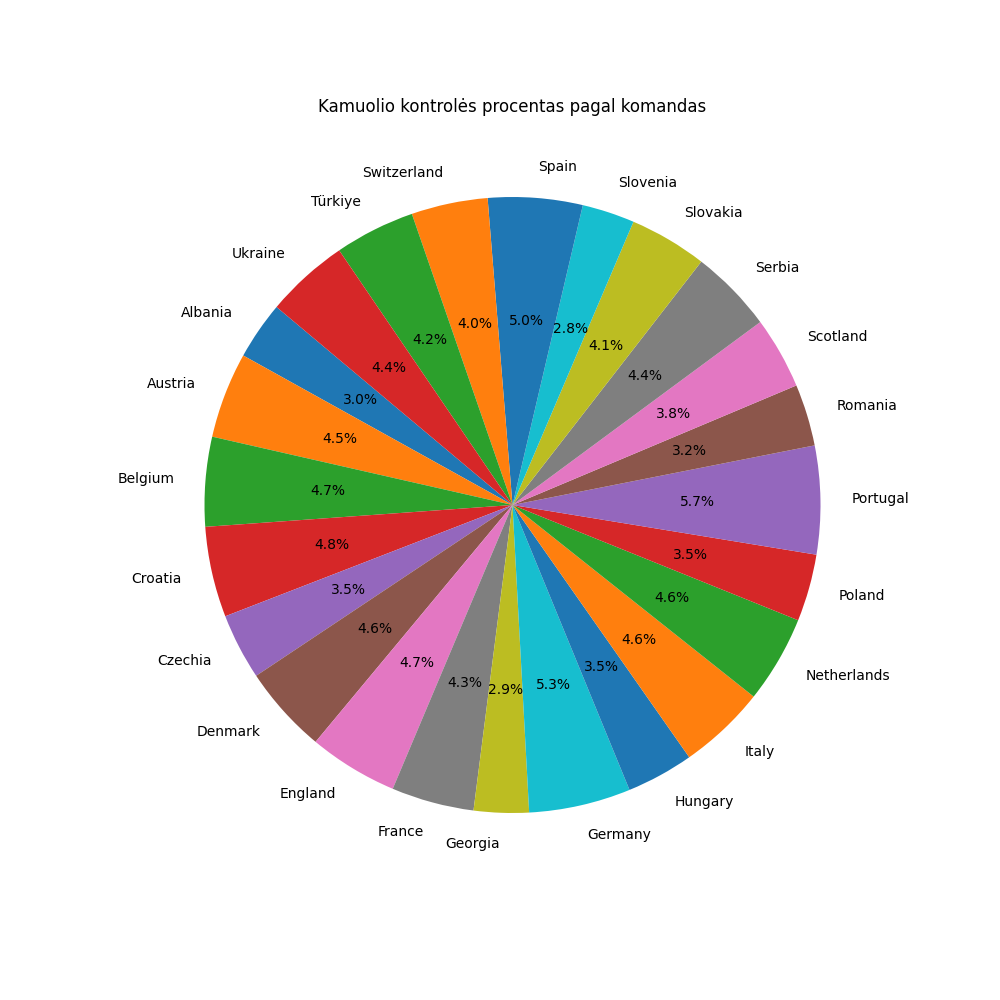 Kamuolio kontrolės procentas pagal komandas
Albania
3.0%
Austria
4.5%
Belgium
4.7%
Croatia
4.8%
Czechia
3.5%
Denmark
4.6%
England
4.7%
France
4.3%
Georgia
2.9%
Germany
5.3%
Hungary
3.5%
Italy
4.6%
Netherlands
4.6%
Poland
3.5%
Portugal
5.7%
Romania
3.2%
Scotland
3.8%
Serbia
4.4%
Slovakia
4.1%
Slovenia
2.8%
Spain
5.0%
Switzerland
4.0%
Türkiye
4.2%
Ukraine
4.4%